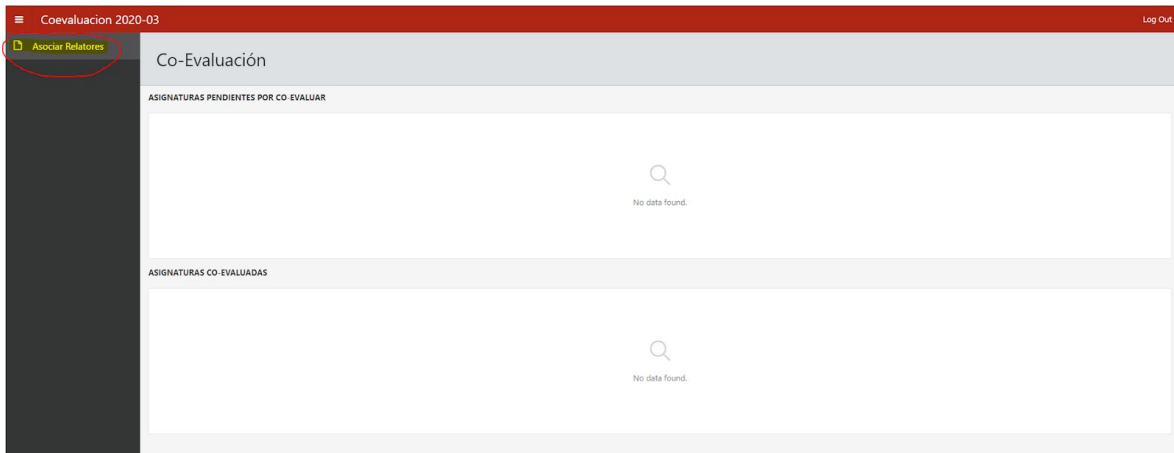 Coevaluacion 2020-03
Log Out
Asociar Relatores
Co-Evaluación
ASIGNATURAS PENDIENTES POR CO-EVALUAR
No data found.
ASIGNATURAS CO-EVALUADAS
No data found.